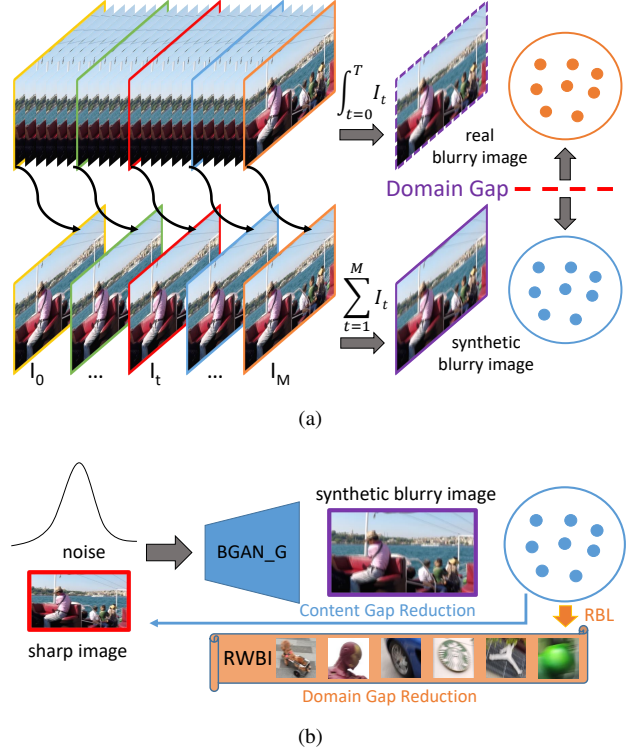 ∫_{t=0}^{T} I_t
real
blurry image
Domain Gap
∑_{t=1}^{M} I_t
synthetic
blurry image
I_0 ... I_t ... I_M
(a)
noise
sharp image
BGAN_G
synthetic blurry image
Content Gap Reduction
RBL
RWBI
Domain Gap Reduction
(b)